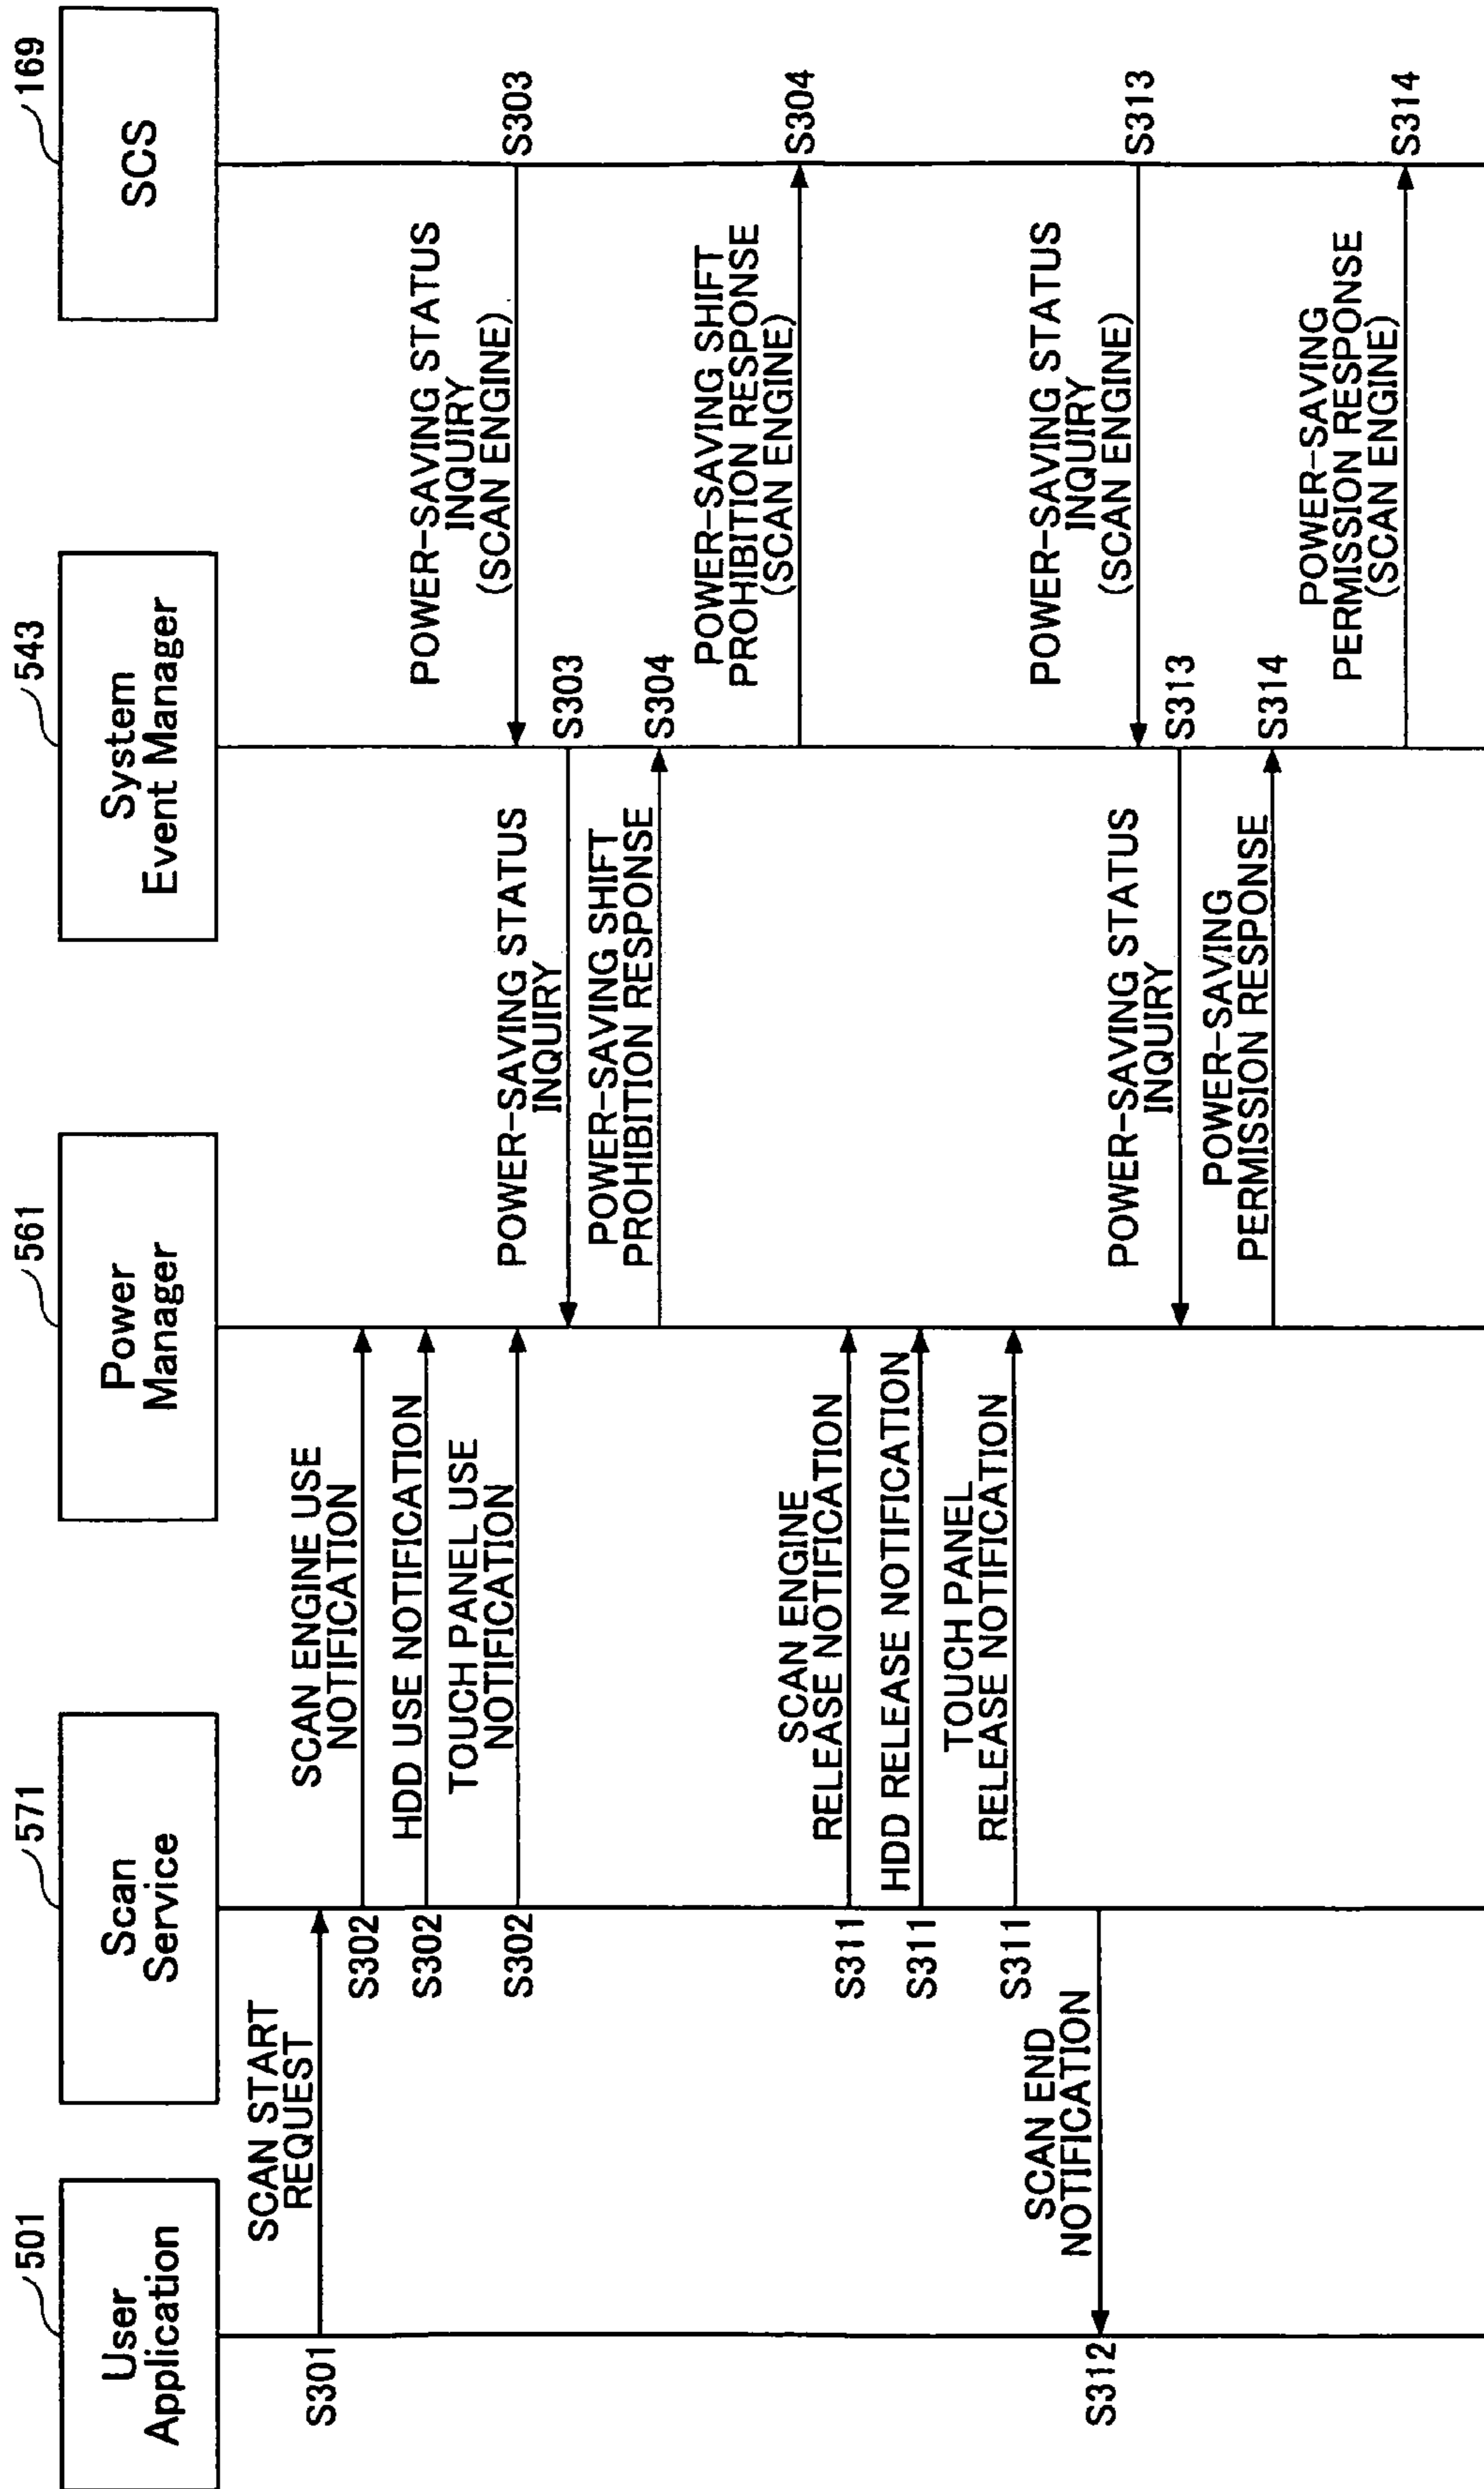 501
User
Application
571
Scan
Service
561
Power
Manager
543
System
Event Manager
169
SCS
S301
SCAN START
REQUEST
S302
SCAN ENGINE USE
NOTIFICATION
S302
HDD USE NOTIFICATION
S302
TOUCH PANEL USE
NOTIFICATION
S303
POWER-SAVING STATUS
INQUIRY
(SCAN ENGINE)
S303
POWER-SAVING STATUS
INQUIRY
S304
POWER-SAVING SHIFT
PROHIBITION RESPONSE
S304
POWER-SAVING SHIFT
PROHIBITION RESPONSE
(SCAN ENGINE)
S311
SCAN ENGINE
RELEASE NOTIFICATION
S311
HDD RELEASE NOTIFICATION
S311
TOUCH PANEL
RELEASE NOTIFICATION
S312
SCAN END
NOTIFICATION
S313
POWER-SAVING STATUS
INQUIRY
(SCAN ENGINE)
S313
POWER-SAVING STATUS
INQUIRY
S314
POWER-SAVING
PERMISSION RESPONSE
S314
POWER-SAVING
PERMISSION RESPONSE
(SCAN ENGINE)